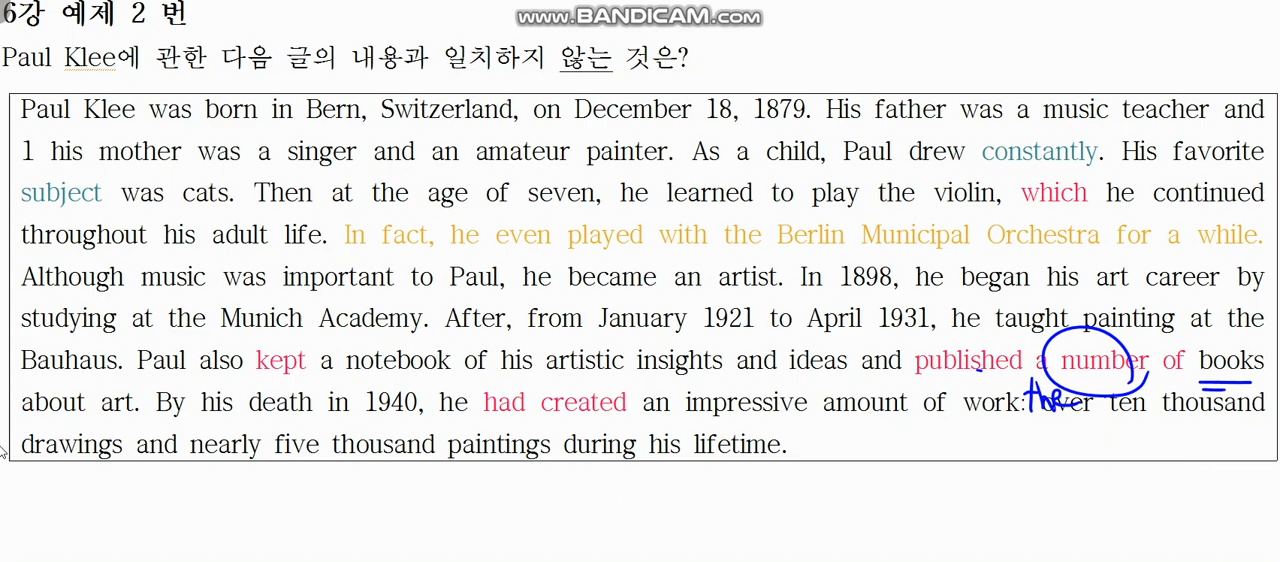 6강 예제 2 번
www.BANDICAM.com
Paul Klee에 관한 다음 글의 내용과 일치하지 않는 것은?
Paul Klee was born in Bern, Switzerland, on December 18, 1879. His father was a music teacher and
1 his mother was a singer and an amateur painter. As a child, Paul drew constantly. His favorite
subject was cats. Then at the age of seven, he learned to play the violin, which he continued
throughout his adult life. In fact, he even played with the Berlin Municipal Orchestra for a while.
Although music was important to Paul, he became an artist. In 1898, he began his art career by
studying at the Munich Academy. After, from January 1921 to April 1931, he taught painting at the
Bauhaus. Paul also kept a notebook of his artistic insights and ideas and published a number of books
about art. By his death in 1940, he had created an impressive amount of work: over ten thousand
the
drawings and nearly five thousand paintings during his lifetime.